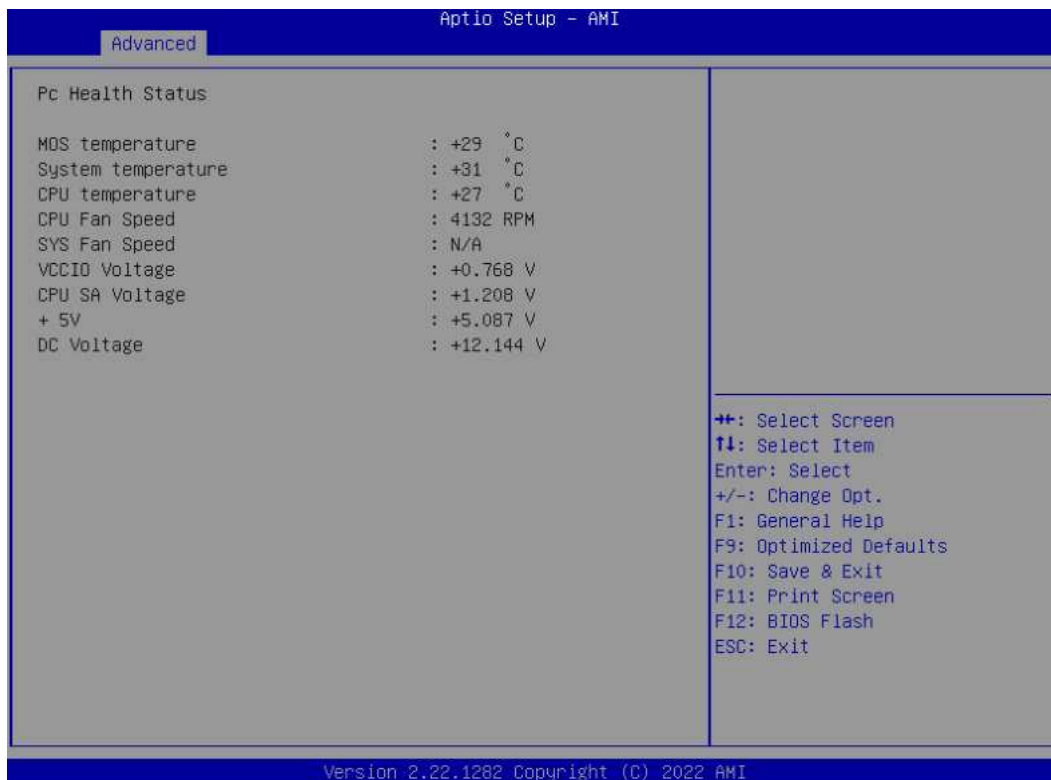 Aptio Setup – AMI
Advanced
Pc Health Status
MOS temperature : +29 °C
System temperature : +31 °C
CPU temperature : +27 °C
CPU Fan Speed : 4132 RPM
SYS Fan Speed : N/A
VCCIO Voltage : +0.768 V
CPU SA Voltage : +1.208 V
+ 5V : +5.087 V
DC Voltage : +12.144 V
→←: Select Screen
↑↓: Select Item
Enter: Select
+/-: Change Opt.
F1: General Help
F9: Optimized Defaults
F10: Save & Exit
F11: Print Screen
F12: BIOS Flash
ESC: Exit
Version 2.22.1282 Copyright (C) 2022 AMI